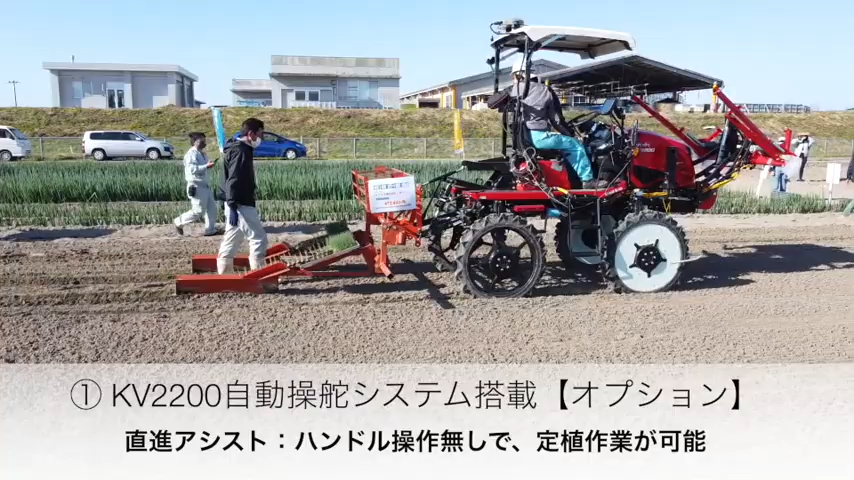 ① KV2200自動操舵システム搭載【オプション】
直進アシスト：ハンドル操作無しで、定植作業が可能